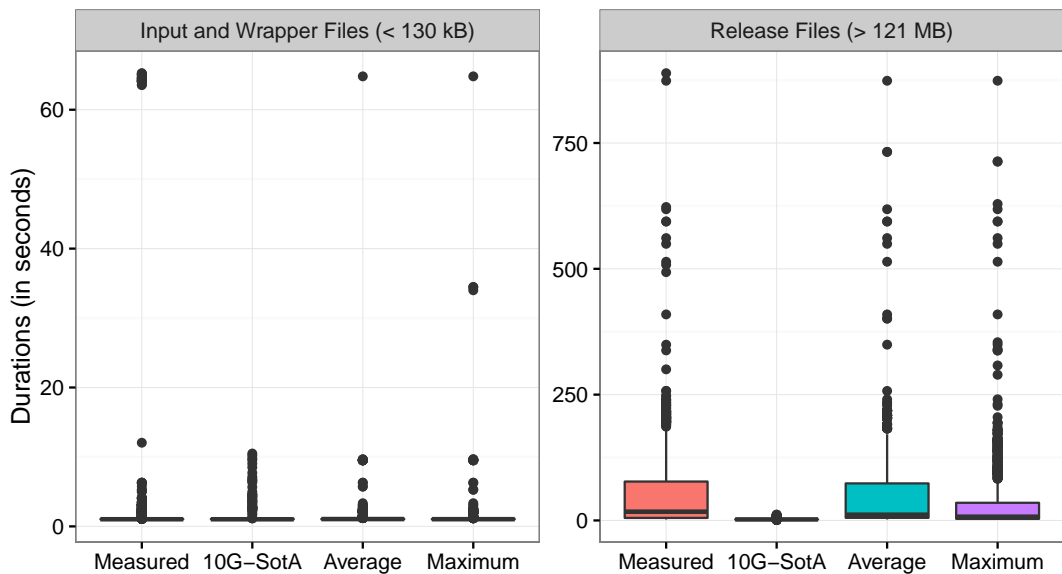 Input and Wrapper Files (< 130 kB)
Release Files (> 121 MB)
Durations (in seconds)
60
40
20
0
750
500
250
0
Measured 10G−SotA Average Maximum
Measured 10G−SotA Average Maximum